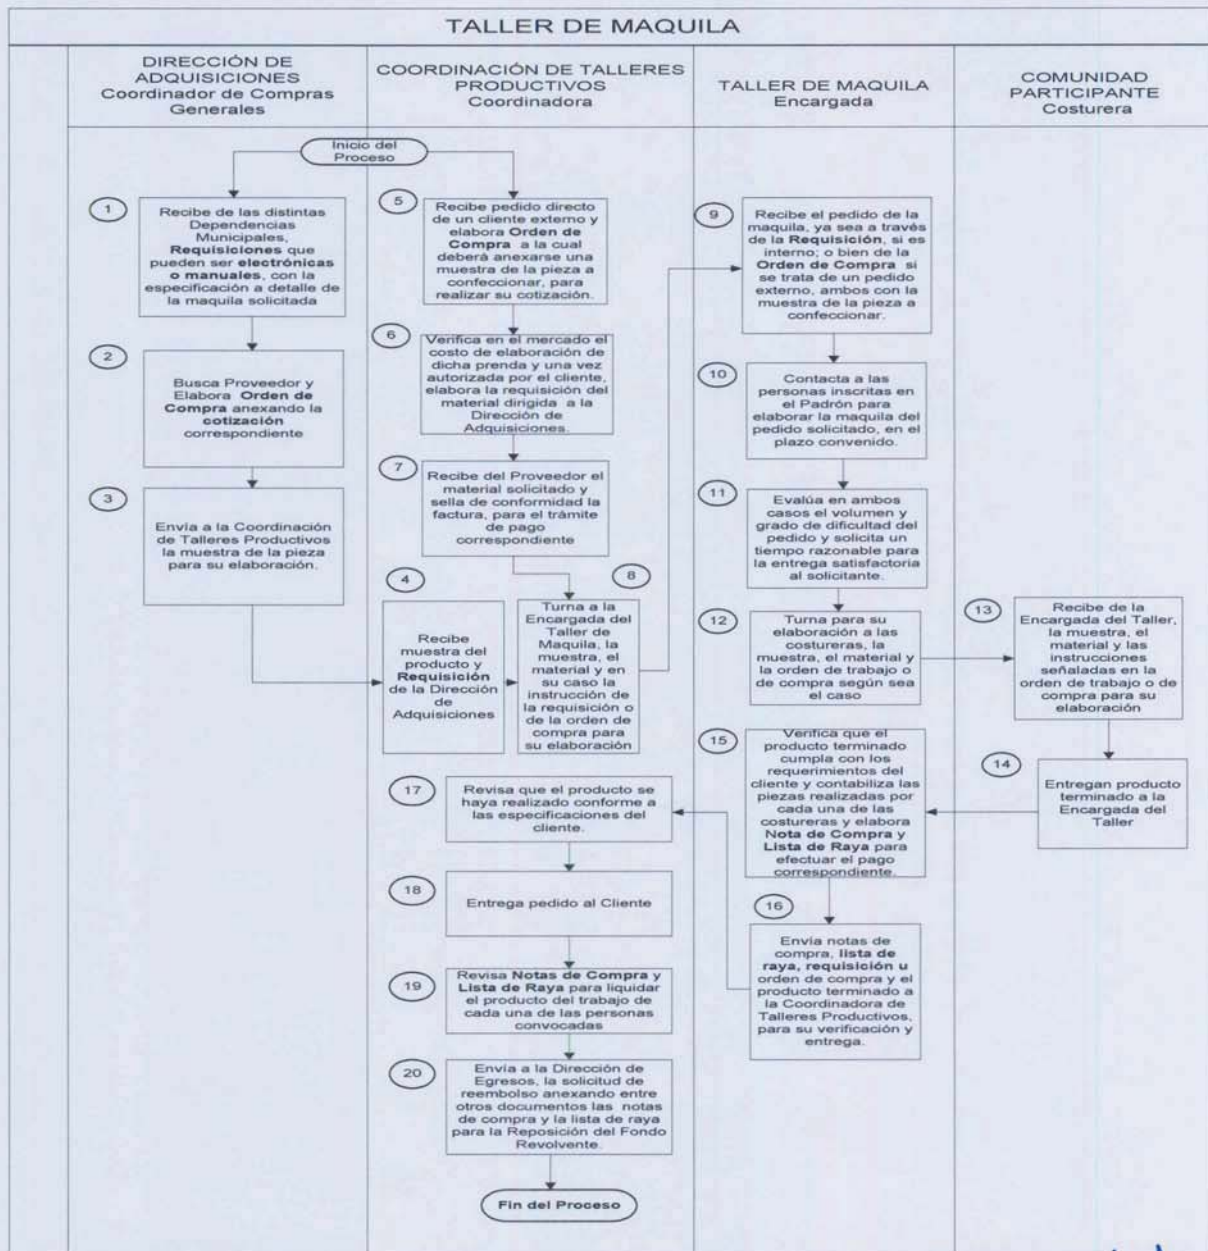 TALLER DE MAQUILA
DIRECCIÓN DE
ADQUISICIONES
Coordinador de Compras
Generales
COORDINACIÓN DE TALLERES
PRODUCTIVOS
Coordinadora
TALLER DE MAQUILA
Encargada
COMUNIDAD
PARTICIPANTE
Costurera
Inicio del
Proceso
1
Recibe de las distintas
Dependencias
Municipales,
Requisiciones que
pueden ser electrónicas
o manuales, con la
especificación a detalle de
la maquila solicitada
2
Busca Proveedor y
Elabora Orden de
Compra anexando la
cotización
correspondiente
3
Envía a la Coordinación
de Talleres Productivos
la muestra de la pieza
para su elaboración.
4
Recibe
muestra del
producto y
Requisición
de la Dirección
de
Adquisiciones
5
Recibe pedido directo
de un cliente externo y
elabora Orden de
Compra a la cual
deberá anexarse una
muestra de la pieza a
confeccionar, para
realizar su cotización.
6
Verifica en el mercado el
costo de elaboración de
dicha prenda y una vez
autorizada por el cliente,
elabora la requisición del
material dirigida a la
Dirección de
Adquisiciones.
7
Recibe del Proveedor el
material solicitado y
sella de conformidad la
factura, para el trámite
de pago
correspondiente
8
Turna a la
Encargada del
Taller de
Maquila, la
muestra, el
material y en
su caso la
instrucción de
la requisición o
de la orden de
compra para
su elaboración
9
Recibe el pedido de la
maquila, ya sea a través
de la Requisición, si es
interno; o bien de la
Orden de Compra si
se trata de un pedido
externo, ambos con la
muestra de la pieza a
confeccionar.
10
Contacta a las
personas inscritas en
el Padrón para
elaborar la maquila del
pedido solicitado, en el
plazo convenido.
11
Evalúa en ambos
casos el volumen y
grado de dificultad del
pedido y solicita un
tiempo razonable para
la entrega satisfactoria
al solicitante.
12
Turna para su
elaboración a las
costureras, la
muestra, el material y
la orden de trabajo o
de compra según sea
el caso
13
Recibe de la
Encargada del Taller,
la muestra, el
material y las
instrucciones
señaladas en la
orden de trabajo o de
compra para su
elaboración
14
Entregan producto
terminado a la
Encargada del
Taller
15
Verifica que el
producto terminado
cumpla con los
requerimientos del
cliente y contabiliza las
piezas realizadas por
cada una de las
costureras y elabora
Nota de Compra y
Lista de Raya para
efectuar el pago
correspondiente.
16
Envía notas de
compra, lista de
raya, requisición u
orden de compra y el
producto terminado a
la Coordinadora de
Talleres Productivos,
para su verificación y
entrega.
17
Revisa que el producto se
haya realizado conforme a
las especificaciones del
cliente.
18
Entrega pedido al Cliente
19
Revisa Notas de Compra y
Lista de Raya para liquidar
el producto del trabajo de
cada una de las personas
convocadas
20
Envía a la Dirección de
Egresos, la solicitud de
reembolso anexando entre
otros documentos las notas
de compra y la lista de raya
para la Reposición del Fondo
Revolvente.
Fin del Proceso